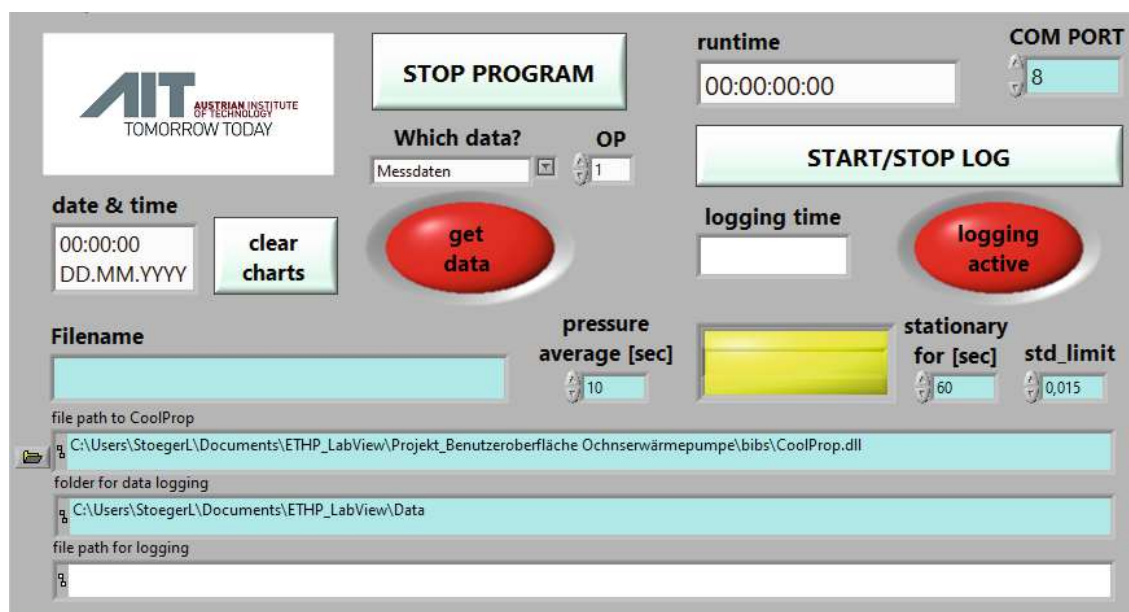 AIT
AUSTRIAN INSTITUTE
OF TECHNOLOGY
TOMORROW TODAY
STOP PROGRAM
runtime
00:00:00:00
COM PORT
8
Which data?
Messdaten
OP
1
START/STOP LOG
date & time
00:00:00
DD.MM.YYYY
clear
charts
get
data
logging time
logging
active
Filename
pressure
average [sec]
10
stationary
for [sec]
60
std_limit
0,015
file path to CoolProp
C:\Users\StoegerL\Documents\ETHP_LabView\Projekt_Benutzeroberfläche Ochnserwärmepumpe\bibs\CoolProp.dll
folder for data logging
C:\Users\StoegerL\Documents\ETHP_LabView\Data
file path for logging